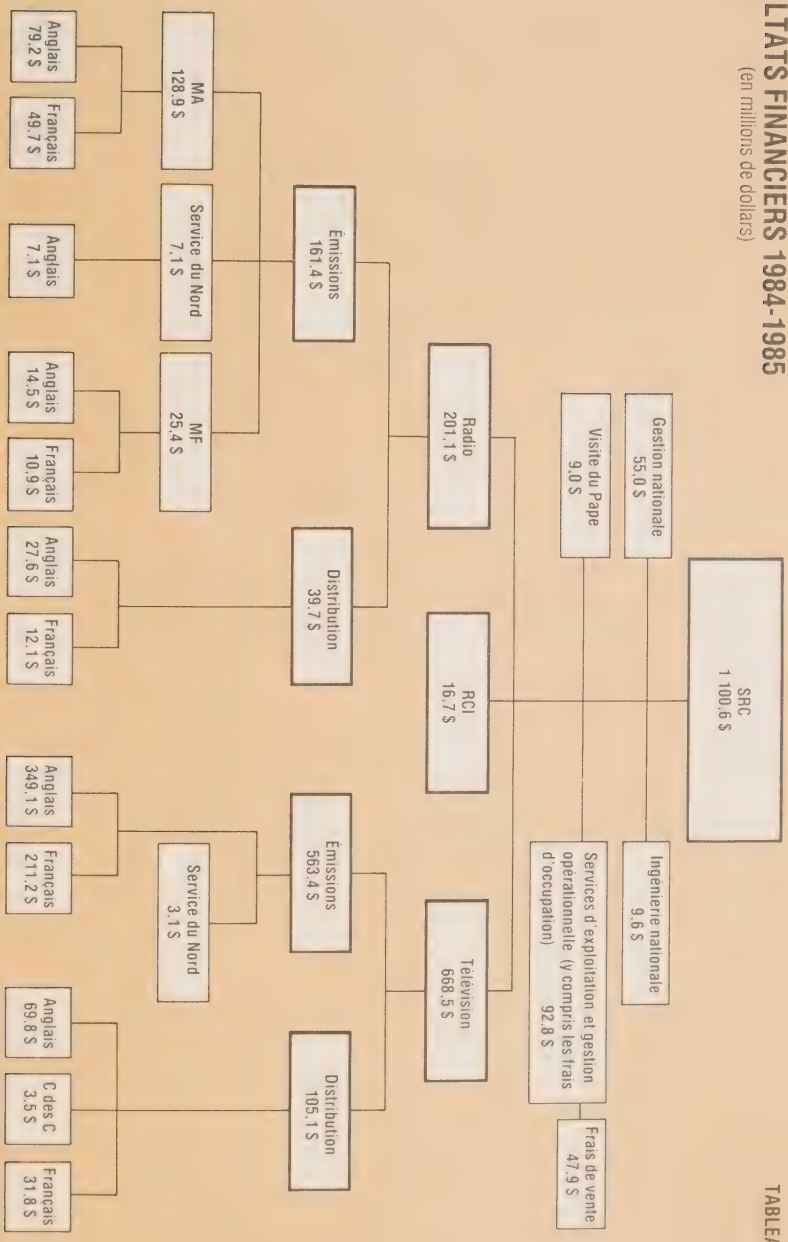 LTATS FINANCIERS 1984-1985
(en millions de dollars)
TABLEA
SRC
1 100,6 $
Gestion nationale
55,0 $
Ingénierie nationale
9,6 $
Visite du Pape
9,0 $
Services d'exploitation et gestion
opérationnelle (y compris les frais
d'occupation)
92,8 $
Frais de vente
47,9 $
Radio
201,1 $
RCI
16,7 $
Télévision
668,5 $
Émissions
161,4 $
Distribution
39,7 $
Émissions
563,4 $
Distribution
105,1 $
MA
128,9 $
Service du Nord
7,1 $
MF
25,4 $
Service du Nord
3,1 $
Anglais
79,2 $
Français
49,7 $
Anglais
7,1 $
Anglais
14,5 $
Français
10,9 $
Anglais
27,6 $
Français
12,1 $
Anglais
349,1 $
Français
211,2 $
Anglais
69,8 $
C des C
3,5 $
Français
31,8 $